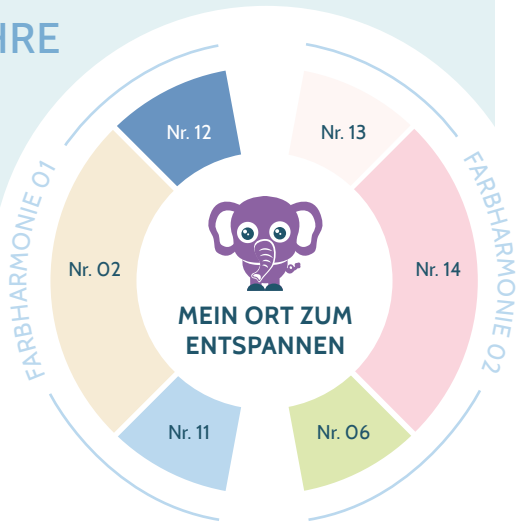 HRE
FARBHARMONIE 01
Nr. 12
Nr. 02
Nr. 11
MEIN ORT ZUM
ENTSPANNEN
Nr. 13
Nr. 14
Nr. 06
FARBHARMONIE 02